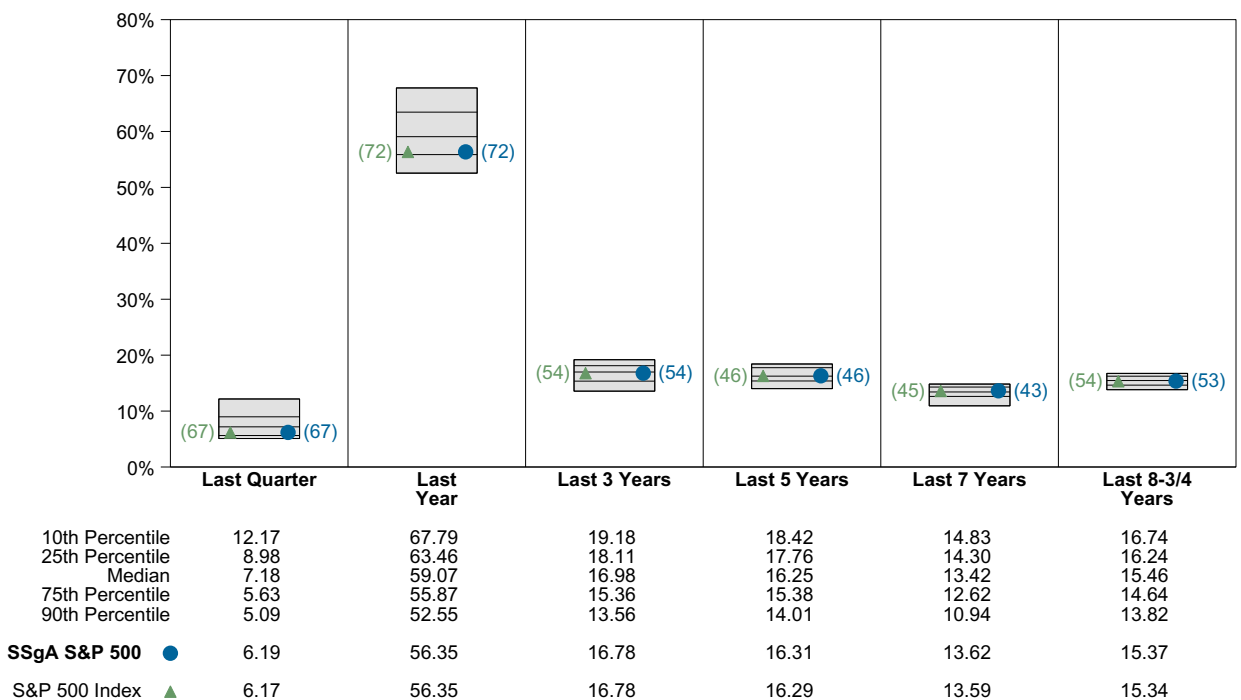 80%
70%
60%
50%
40%
30%
20%
10%
0%
(67) (67)
(72) (72)
(54) (54)
(46) (46)
(45) (43)
(54) (53)
Last Quarter Last Year Last 3 Years Last 5 Years Last 7 Years Last 8-3/4 Years
10th Percentile 12.17 67.79 19.18 18.42 14.83 16.74
25th Percentile 8.98 63.46 18.11 17.76 14.30 16.24
Median 7.18 59.07 16.98 16.25 13.42 15.46
75th Percentile 5.63 55.87 15.36 15.38 12.62 14.64
90th Percentile 5.09 52.55 13.56 14.01 10.94 13.82
SSgA S&P 500 6.19 56.35 16.78 16.31 13.62 15.37
S&P 500 Index 6.17 56.35 16.78 16.29 13.59 15.34